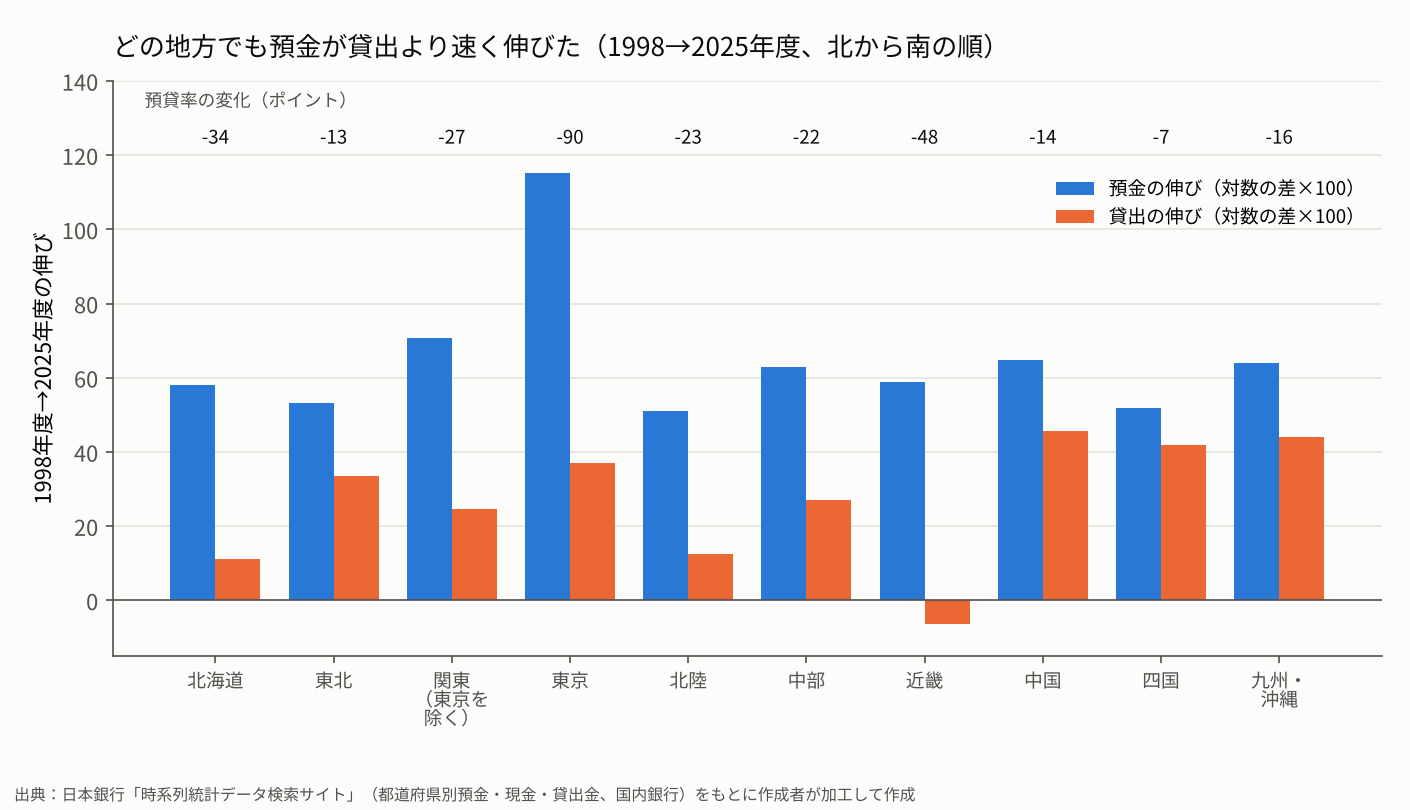 どの地方でも預金が貸出より速く伸びた（1998→2025年度、北から南の順）
1998年度→2025年度の伸び
140
120
100
80
60
40
20
0
預貸率の変化（ポイント）
-34 -13 -27 -90 -23 -22 -48 -14 -7 -16
預金の伸び（対数の差×100）
貸出の伸び（対数の差×100）
北海道 東北 関東 東京 北陸 中部 近畿 中国 四国 九州・
（東京を 沖縄
除く）
出典：日本銀行「時系列統計データ検索サイト」（都道府県別預金・現金・貸出金、国内銀行）をもとに作成者が加工して作成